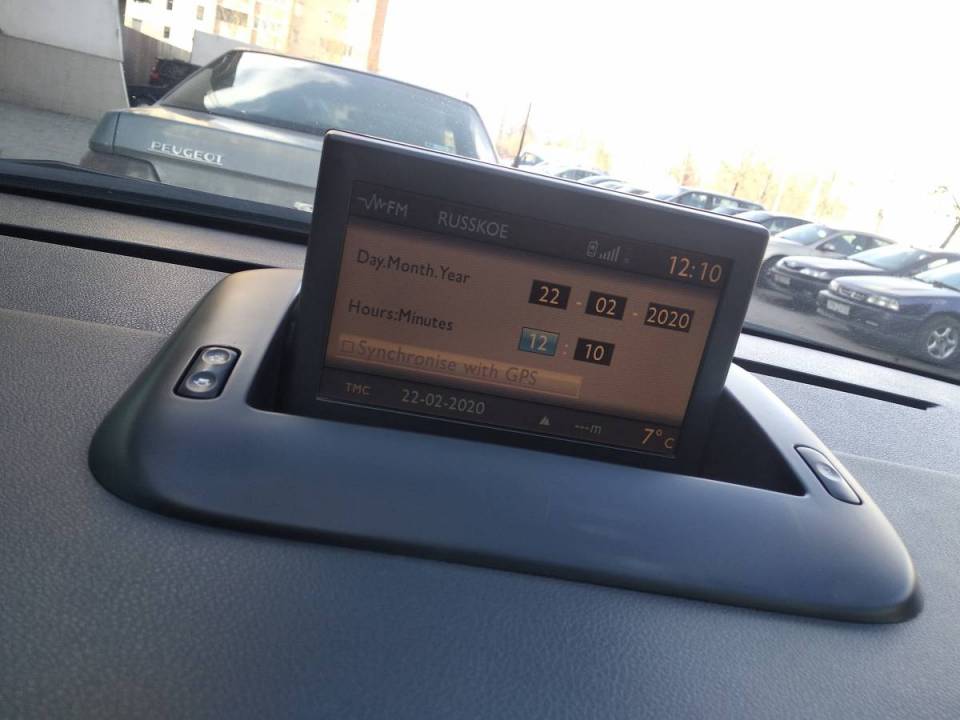 PEUGEOT
FM RUSSKOE 12:10
Day.Month.Year 22 - 02 - 2020
Hours:Minutes 12 : 10
Synchronise with GPS
TMC 22-02-2020 ---m 7°C